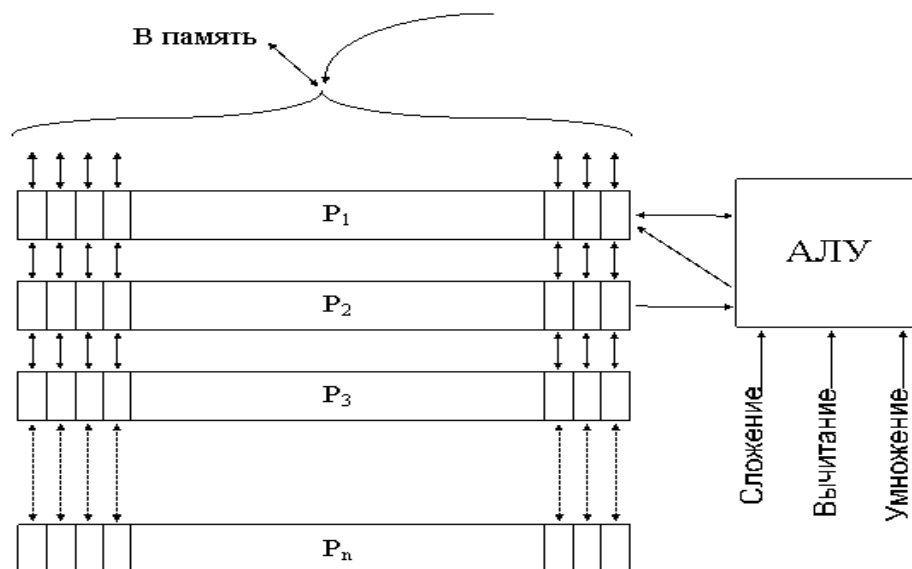 В память
P1
АЛУ
P2
P3
Pn
Сложение
Вычитание
Умножение